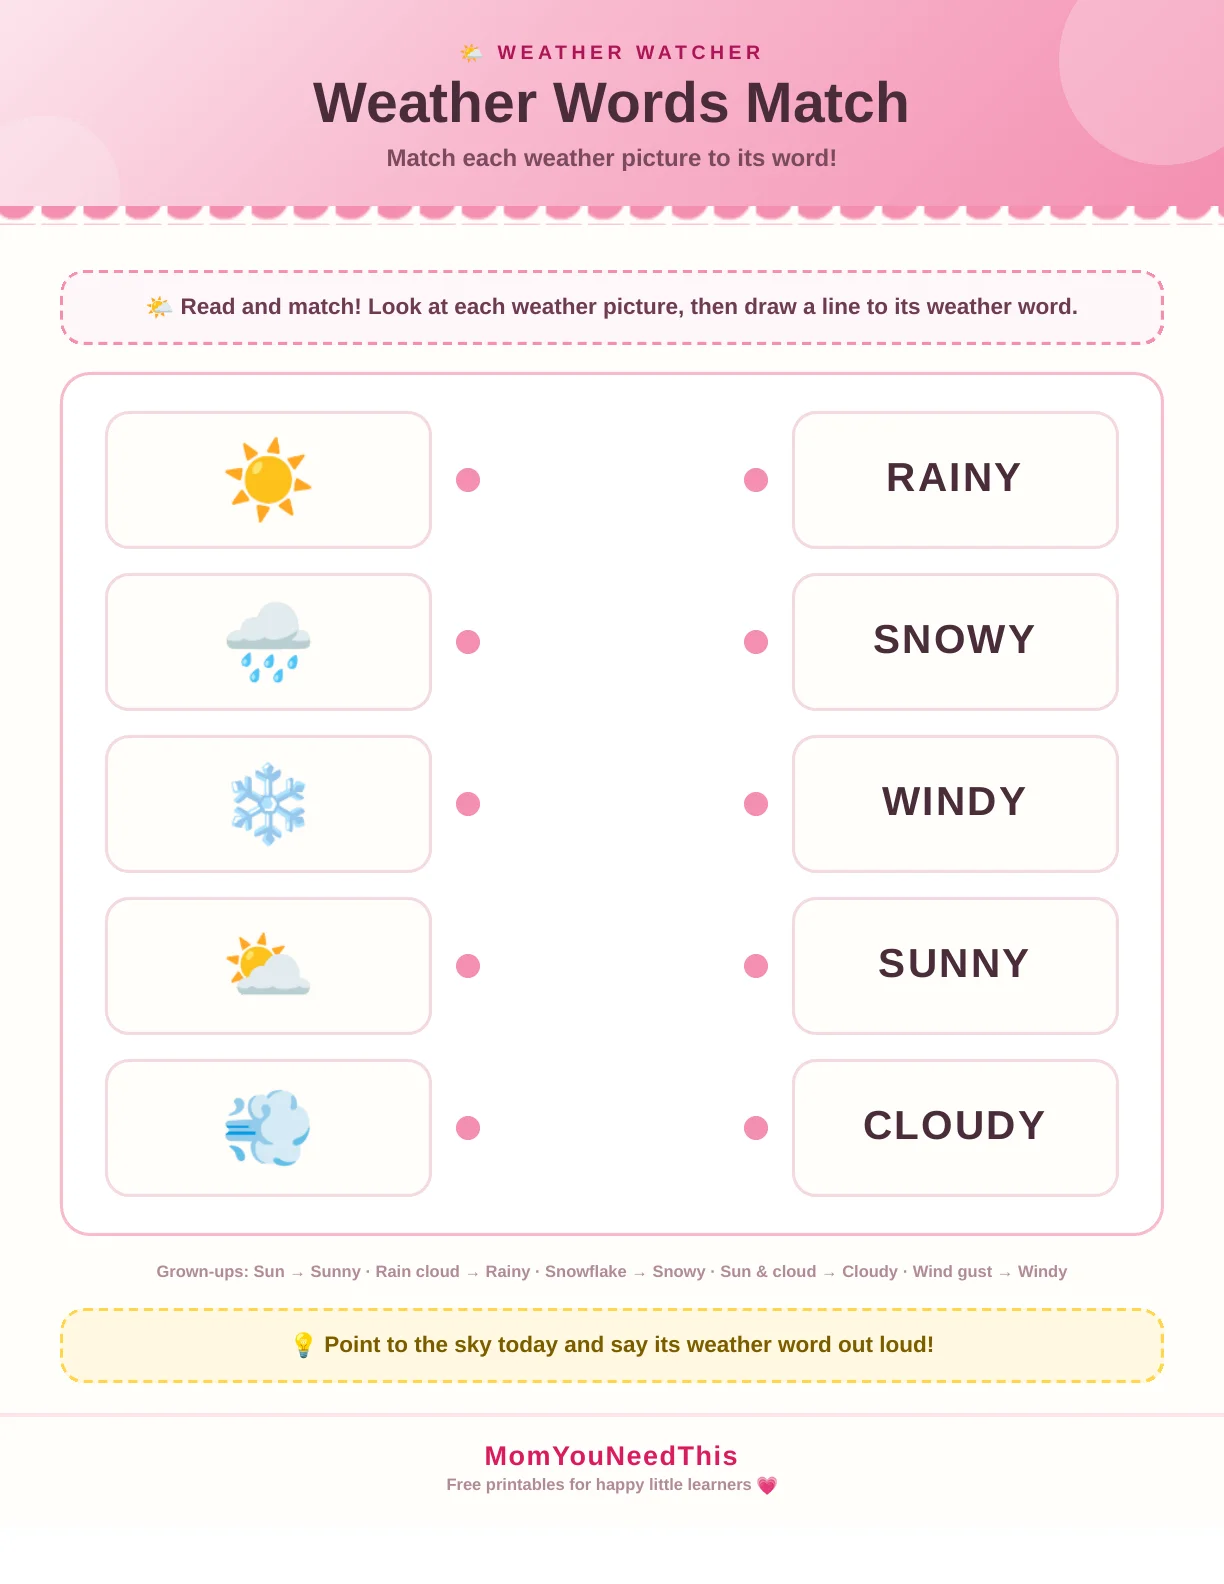 WEATHER WATCHER
Weather Words Match
Match each weather picture to its word!
Read and match! Look at each weather picture, then draw a line to its weather word.
RAINY
SNOWY
WINDY
SUNNY
CLOUDY
Grown-ups: Sun → Sunny · Rain cloud → Rainy · Snowflake → Snowy · Sun & cloud → Cloudy · Wind gust → Windy
Point to the sky today and say its weather word out loud!
MomYouNeedThis
Free printables for happy little learners